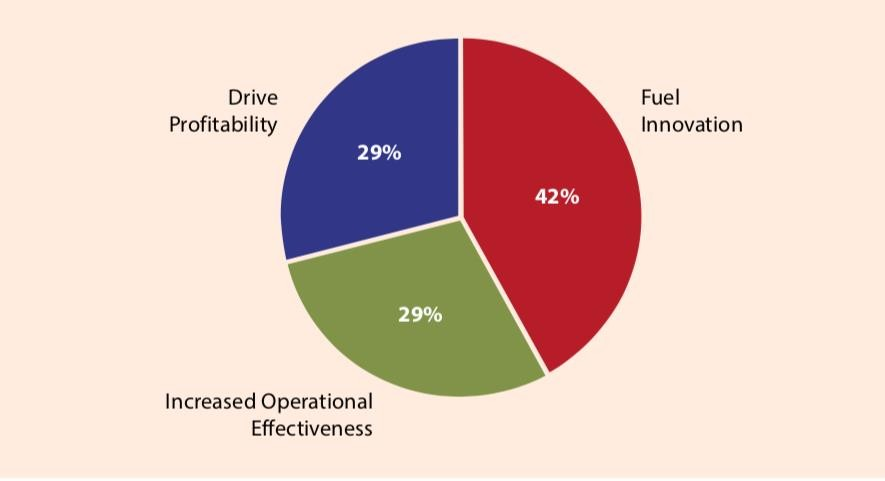 Drive
Profitability
29%
Fuel
Innovation
42%
29%
Increased Operational
Effectiveness